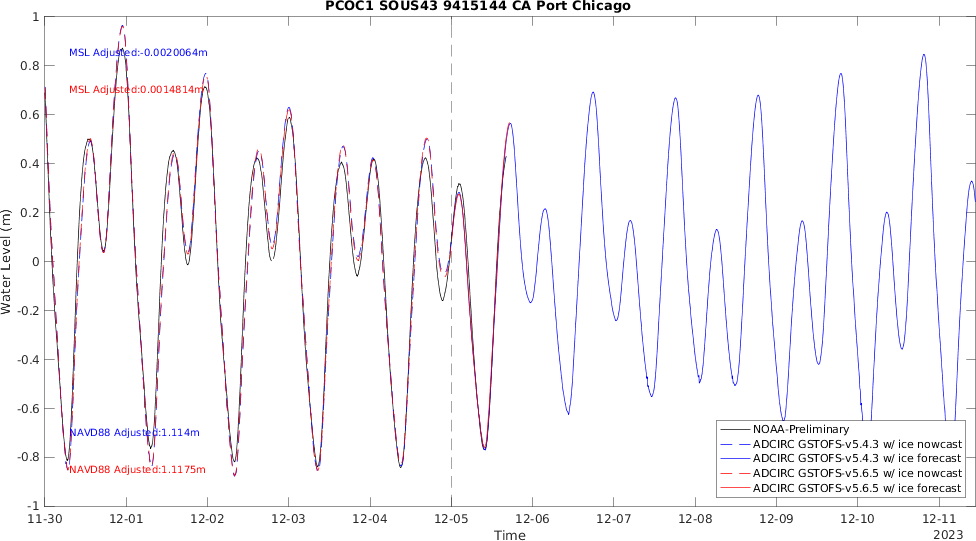 PCOC1 SOUS43 9415144 CA Port Chicago
1
0.8
0.6
0.4
0.2
0
-0.2
-0.4
-0.6
-0.8
-1
Water Level (m)
MSL Adjusted:-0.0020064m
MSL Adjusted:0.0014814m
NAVD88 Adjusted:1.114m
NAVD88 Adjusted:1.1175m
NOAA-Preliminary
ADCIRC GSTOFS-v5.4.3 w/ ice nowcast
ADCIRC GSTOFS-v5.4.3 w/ ice forecast
ADCIRC GSTOFS-v5.6.5 w/ ice nowcast
ADCIRC GSTOFS-v5.6.5 w/ ice forecast
11-30 12-01 12-02 12-03 12-04 12-05 12-06 12-07 12-08 12-09 12-10 12-11
Time
2023